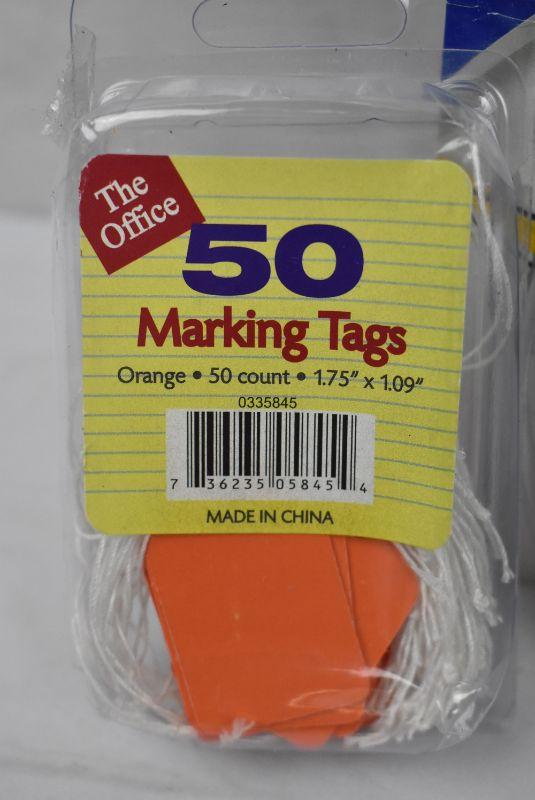 The
Office
50
Marking Tags
Orange • 50 count • 1.75" x 1.09"
0335845
7 36235 05845 4
MADE IN CHINA